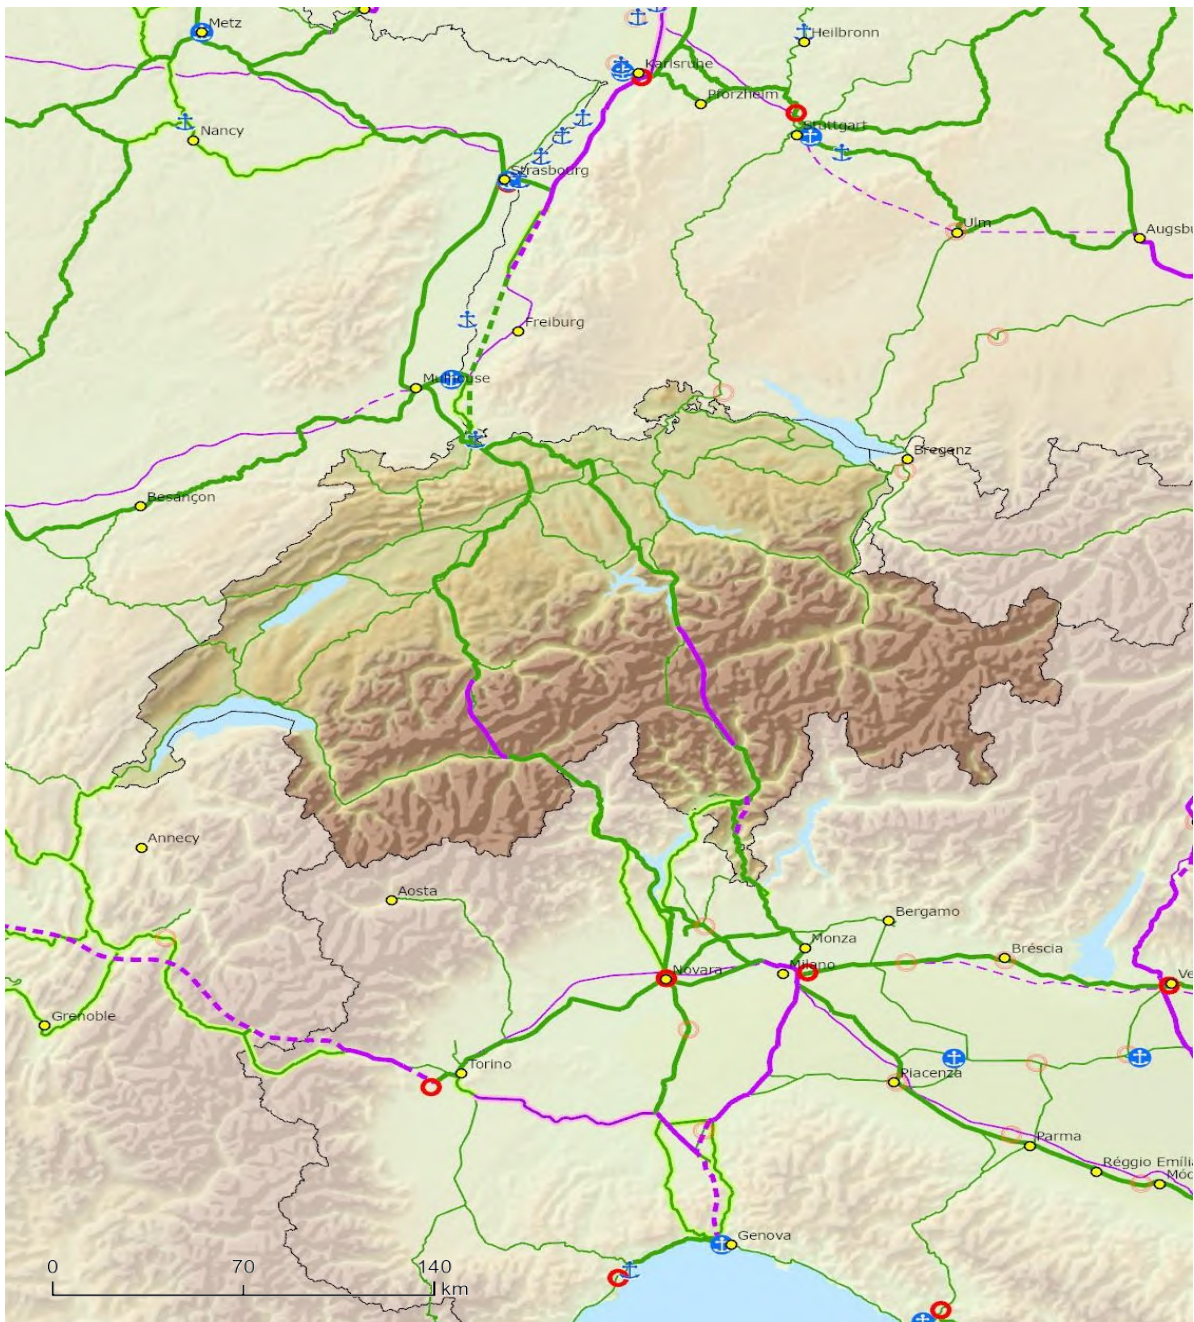 Metz
Heilbronn
Karlsruhe
Pforzheim
Nancy
Stuttgart
Strasbourg
Ulm
Augsbu
Freiburg
Mulhouse
Bregenz
Besançon
Annecy
Aosta
Bergamo
Monza
Bréscia
Novara
Milano
Ve
Grenoble
Torino
Piacenza
Parma
Réggio Emília
Mód
Genova
0 70 140
km